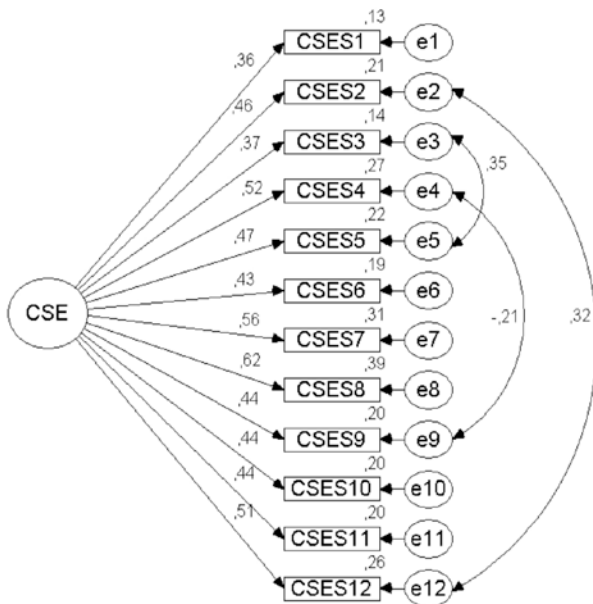 ,13
,36 CSES1 e1
,21
,46 CSES2 e2
,14
,37 CSES3 e3
,27 ,35
,52 CSES4 e4
,22
,47 CSES5 e5
,19
,43 CSES6 e6
CSE ,31 -,21 ,32
,56 CSES7 e7
,39
,62 CSES8 e8
,20
,44 CSES9 e9
,20
,44 CSES10 e10
,20
,44 CSES11 e11
,26
,51 CSES12 e12